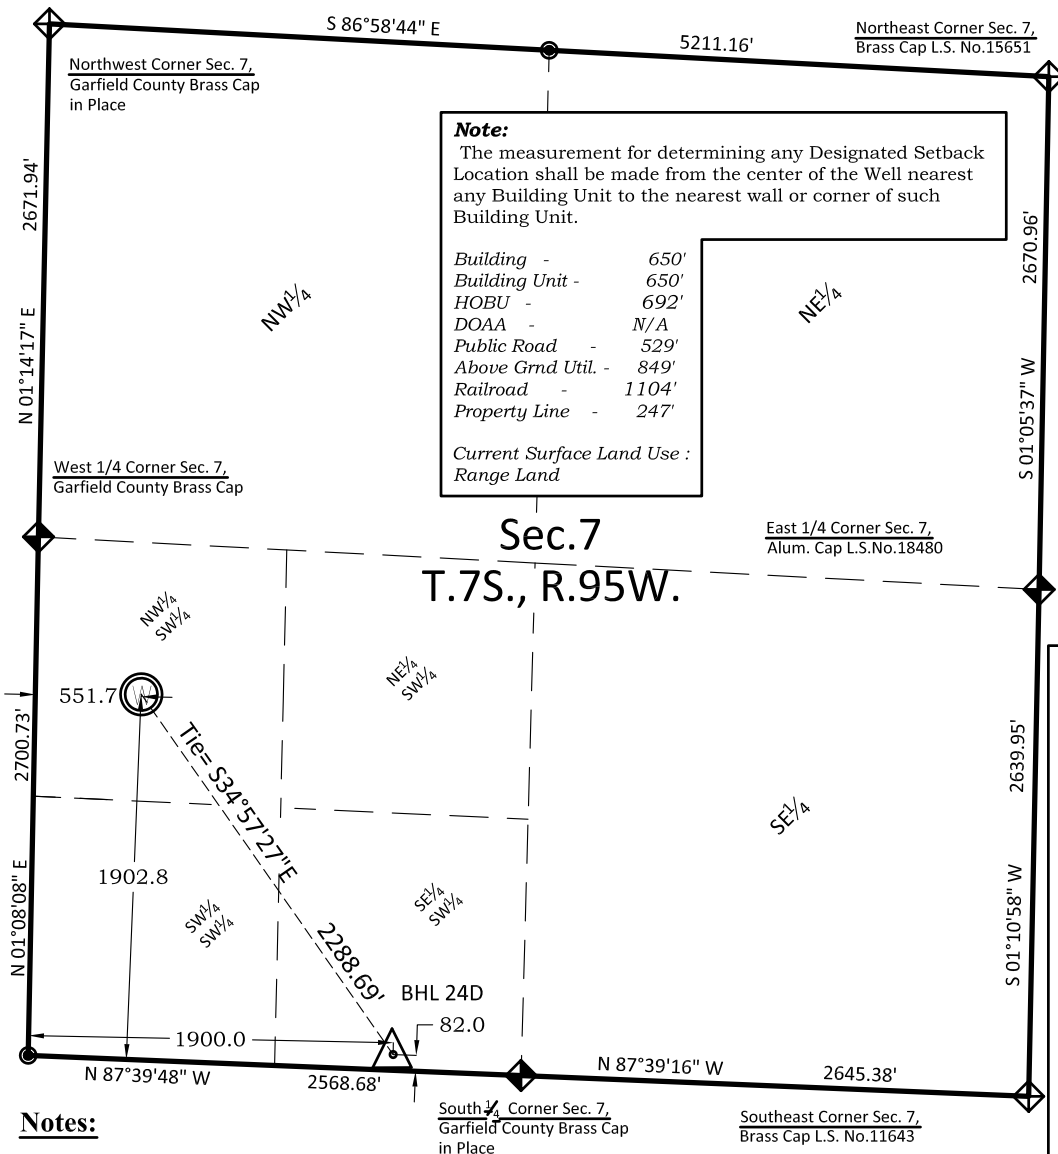 S 86°58'44" E
5211.16'
Northeast Corner Sec. 7,
Brass Cap L.S. No.15651
Northwest Corner Sec. 7,
Garfield County Brass Cap
in Place
Note:
The measurement for determining any Designated Setback
Location shall be made from the center of the Well nearest
any Building Unit to the nearest wall or corner of such
Building Unit.
Building - 650'
Building Unit - 650'
HOBU - 692'
DOAA - N/A
Public Road - 529'
Above Grnd Util. - 849'
Railroad - 1104'
Property Line - 247'
Current Surface Land Use :
Range Land
2671.94'
N 01°14'17" E
NW¼
NE¼
2670.96'
S 01°05'37" W
West 1/4 Corner Sec. 7,
Garfield County Brass Cap
Sec.7
T.7S., R.95W.
East 1/4 Corner Sec. 7,
Alum. Cap L.S.No.18480
NW¼
SW¼
NE¼
SW¼
551.7
W
2700.73'
N 01°08'08" E
Tie= S34°57'27"E
2288.69'
1902.8
SW¼
SW¼
SE¼
SW¼
SE¼
2639.95'
S 01°10'58" W
BHL 24D
82.0
1900.0
N 87°39'48" W
2568.68'
N 87°39'16" W
2645.38'
South ¼ Corner Sec. 7,
Garfield County Brass Cap
in Place
Southeast Corner Sec. 7,
Brass Cap L.S. No.11643
Notes: